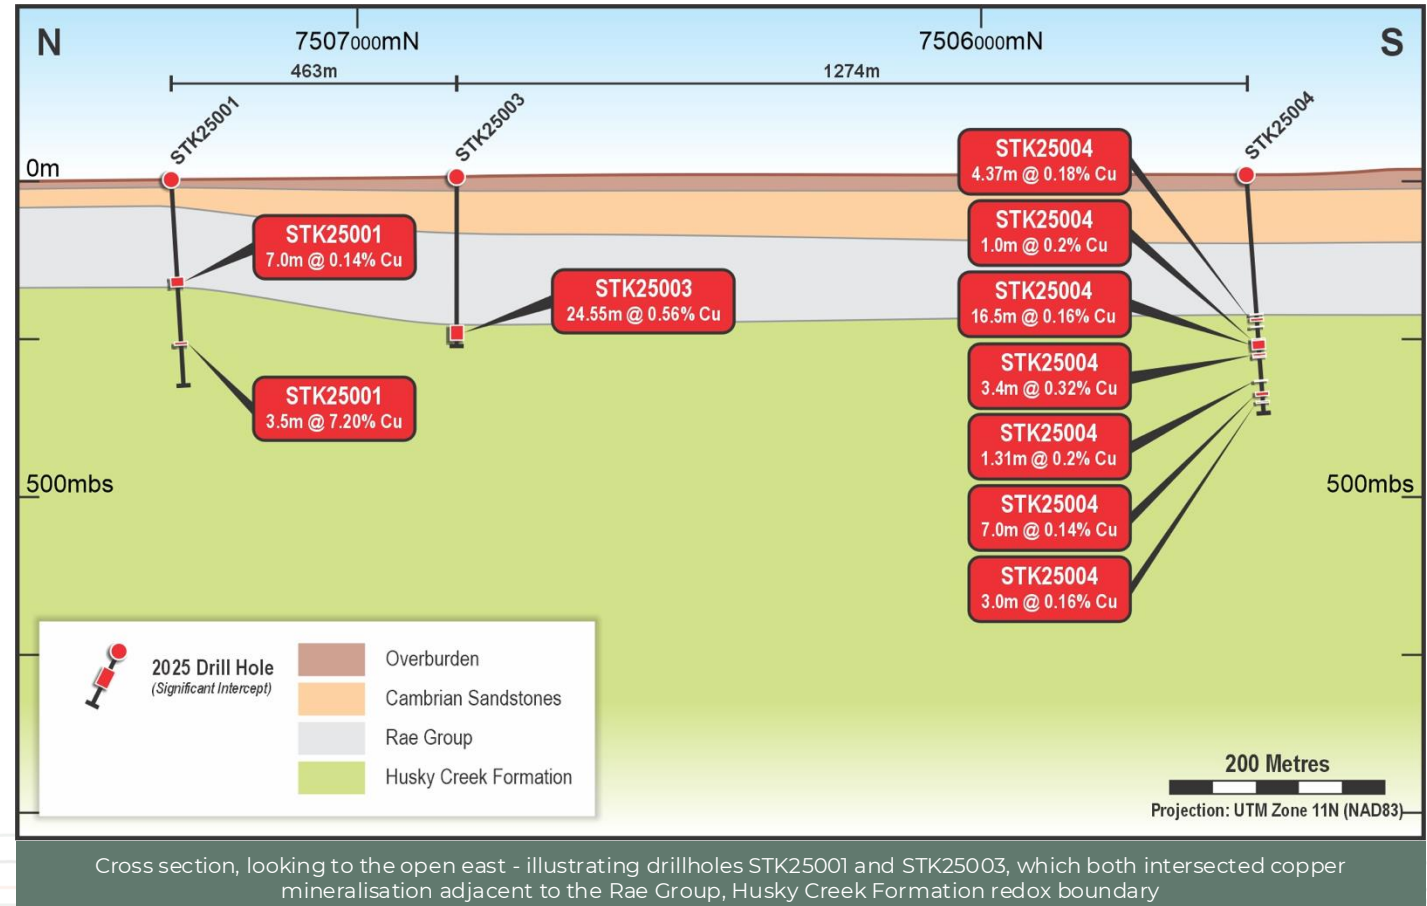 N
7507000mN
7506000mN
S
463m
1274m
STK25001
STK25003
STK25004
0m
STK25001
7.0m @ 0.14% Cu
STK25003
24.55m @ 0.56% Cu
STK25001
3.5m @ 7.20% Cu
STK25004
4.37m @ 0.18% Cu
STK25004
1.0m @ 0.2% Cu
STK25004
16.5m @ 0.16% Cu
STK25004
3.4m @ 0.32% Cu
STK25004
1.31m @ 0.2% Cu
STK25004
7.0m @ 0.14% Cu
STK25004
3.0m @ 0.16% Cu
500mbs
500mbs
2025 Drill Hole
(Significant Intercept)
Overburden
Cambrian Sandstones
Rae Group
Husky Creek Formation
200 Metres
Projection: UTM Zone 11N (NAD83)
Cross section, looking to the open east - illustrating drillholes STK25001 and STK25003, which both intersected copper
mineralisation adjacent to the Rae Group, Husky Creek Formation redox boundary